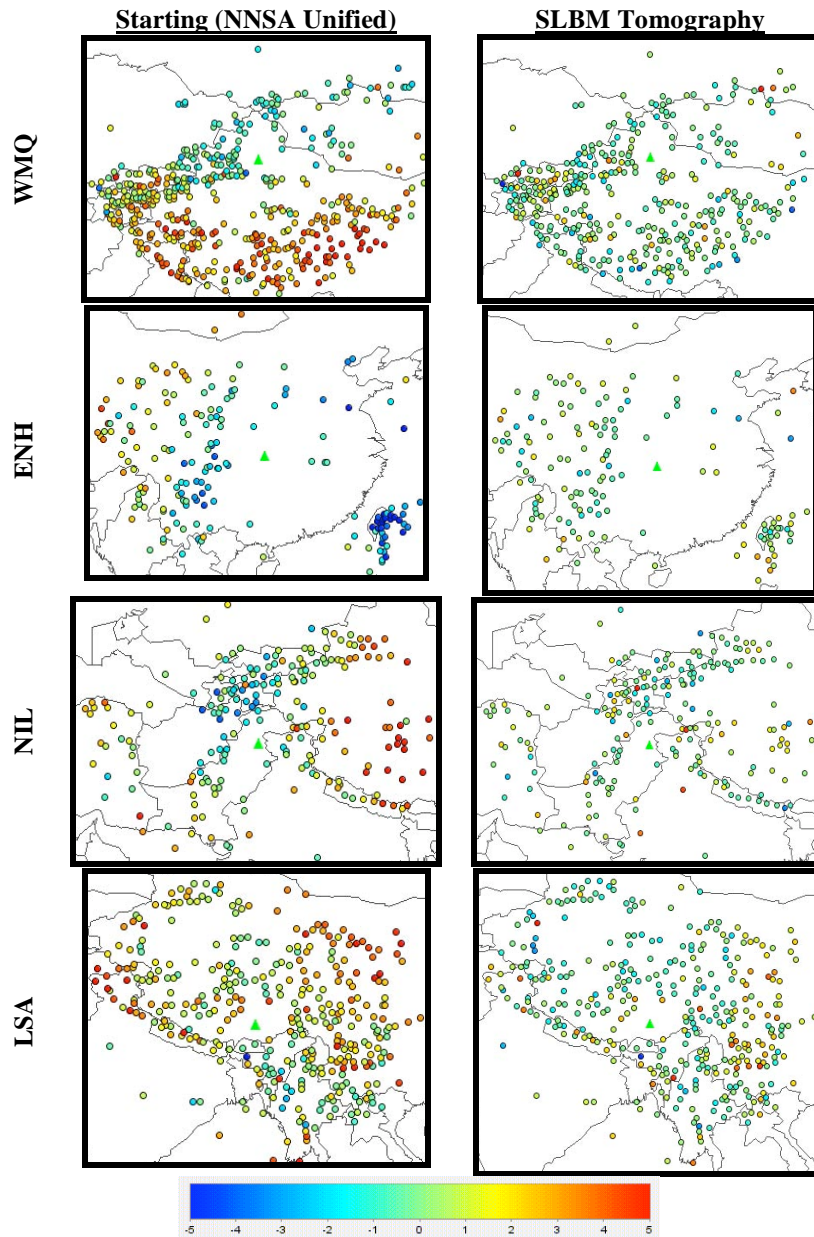 Starting (NNSA Unified) SLBM Tomography
WMQ
ENH
NIL
LSA
-5 -4 -3 -2 -1 0 1 2 3 4 5